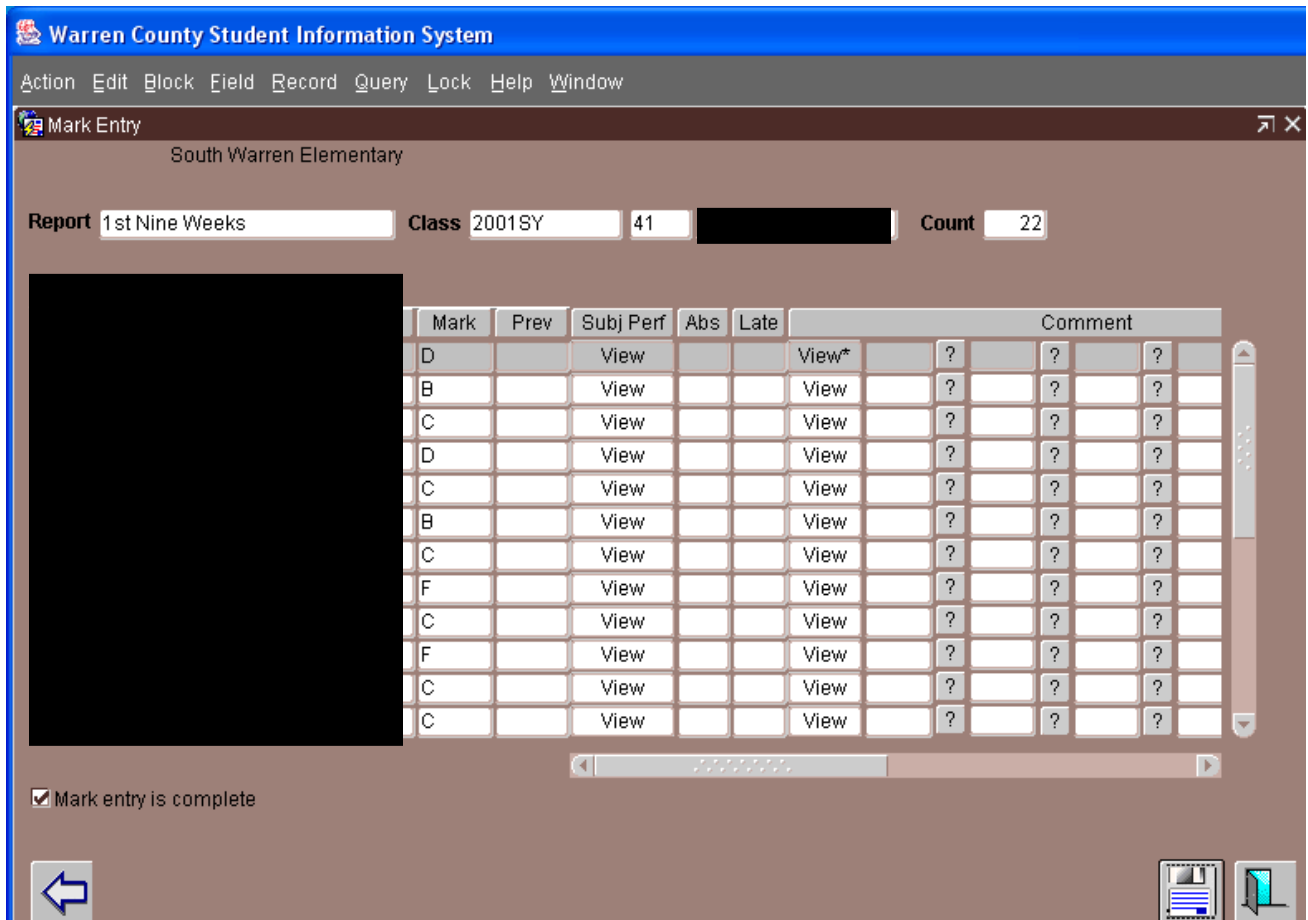 Warren County Student Information System
Action Edit Block Field Record Query Lock Help Window
Mark Entry
South Warren Elementary
Report 1st Nine Weeks Class 2001SY 41 Count 22
Mark Prev Subj Perf Abs Late Comment
D View View* ? ? ?
B View View ? ? ?
C View View ? ? ?
D View View ? ? ?
C View View ? ? ?
B View View ? ? ?
C View View ? ? ?
F View View ? ? ?
C View View ? ? ?
F View View ? ? ?
C View View ? ? ?
C View View ? ? ?
Mark entry is complete